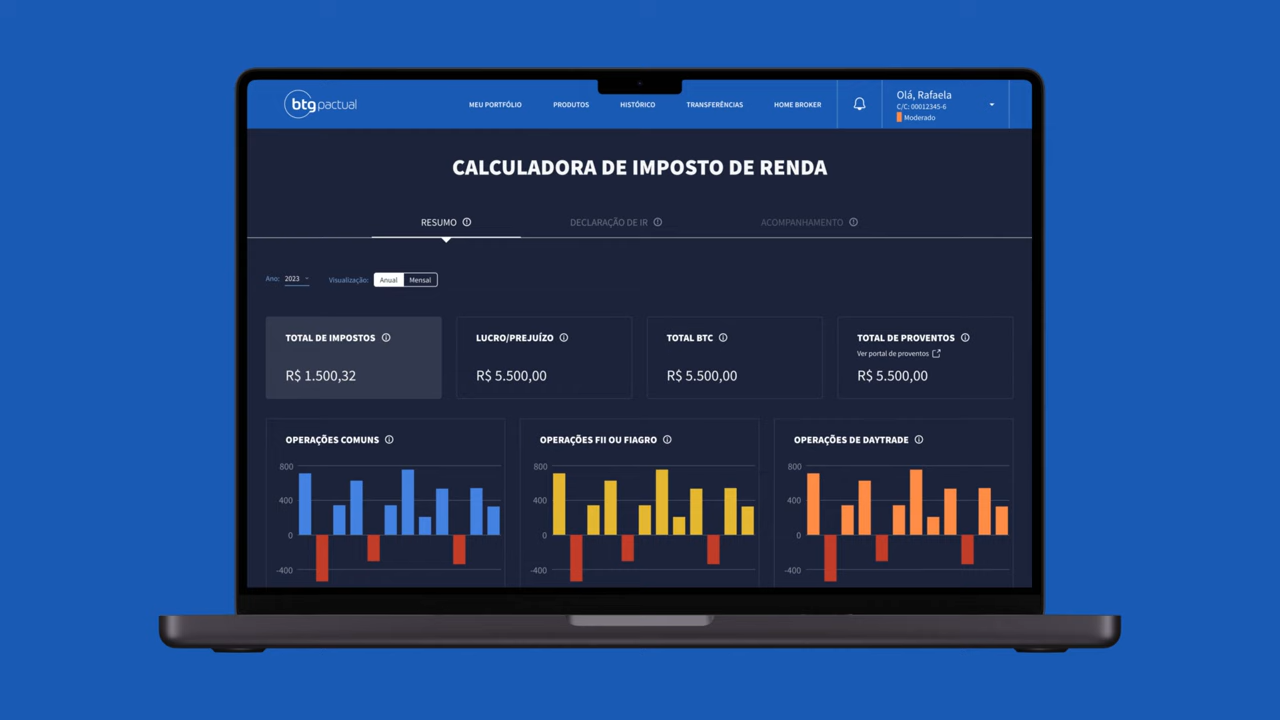 btg pactual
MEU PORTFÓLIO
PRODUTOS
HISTÓRICO
TRANSFERÊNCIAS
HOME BROKER
Olá, Rafaela
C/C: 00012345-6
Moderado
CALCULADORA DE IMPOSTO DE RENDA
RESUMO
DECLARAÇÃO DE IR
ACOMPANHAMENTO
Ano: 2023
Visualização: Anual Mensal
TOTAL DE IMPOSTOS
R$ 1.500,32
LUCRO/PREJUÍZO
R$ 5.500,00
TOTAL BTC
R$ 5.500,00
TOTAL DE PROVENTOS
Ver portal de proventos
R$ 5.500,00
OPERAÇÕES COMUNS
800
400
0
-400
OPERAÇÕES FII OU FIAGRO
800
400
0
-400
OPERAÇÕES DE DAYTRADE
800
400
0
-400